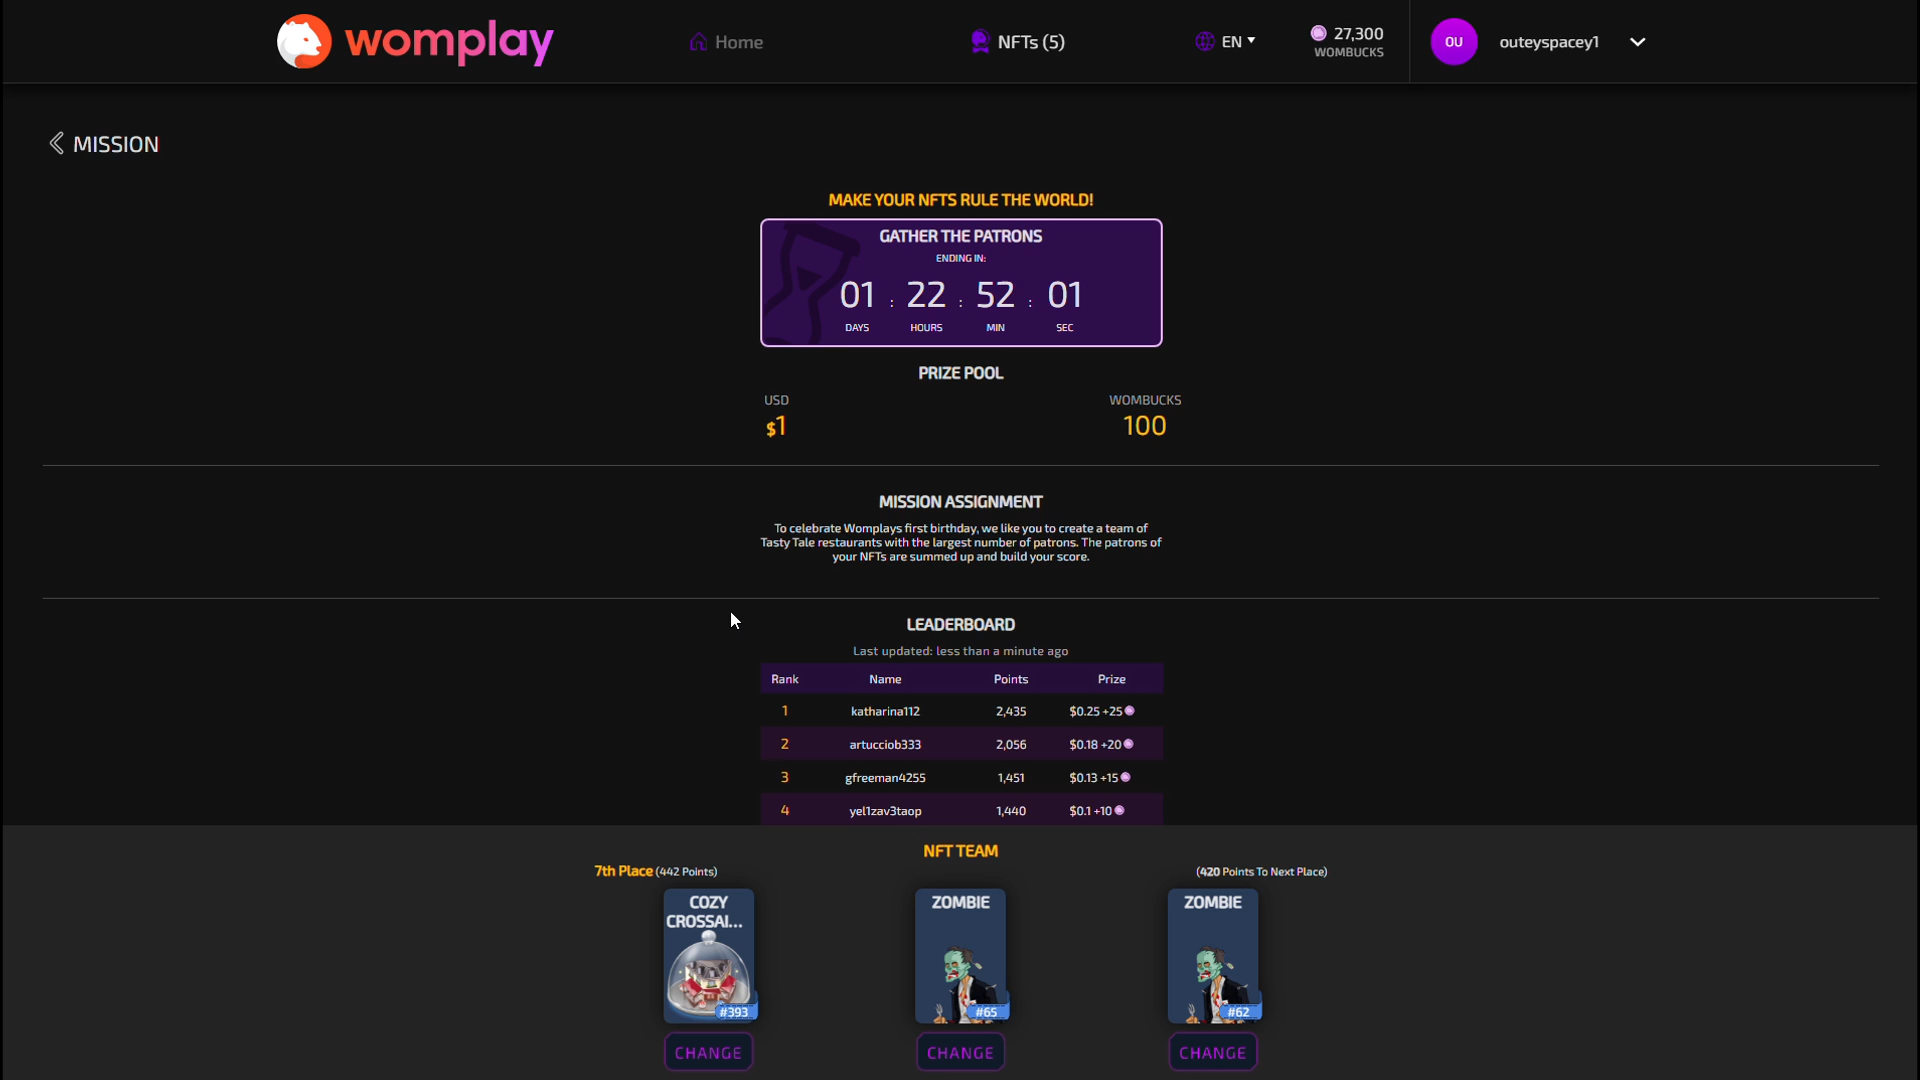 womplay
Home
NFTs (5)
EN
27,300
WOMBUCKS
OU
outeyspacey1
MISSION
MAKE YOUR NFTS RULE THE WORLD!
GATHER THE PATRONS
ENDING IN:
01 : 22 : 52 : 01
DAYS HOURS MIN SEC
PRIZE POOL
USD WOMBUCKS
$1 100
MISSION ASSIGNMENT
To celebrate Womplays first birthday, we like you to create a team of
Tasty Tale restaurants with the largest number of patrons. The patrons of
your NFTs are summed up and build your score.
LEADERBOARD
Last updated: less than a minute ago
Rank Name Points Prize
1 katharina112 2,435 $0.25 +25
2 artucciob333 2,056 $0.18 +20
3 gfreeman4255 1,451 $0.13 +15
4 yel1zav3taop 1,440 $0.1 +10
NFT TEAM
7th Place (442 Points)
(420 Points To Next Place)
COZY
CROSSAI...
#393
CHANGE
ZOMBIE
#65
CHANGE
ZOMBIE
#62
CHANGE